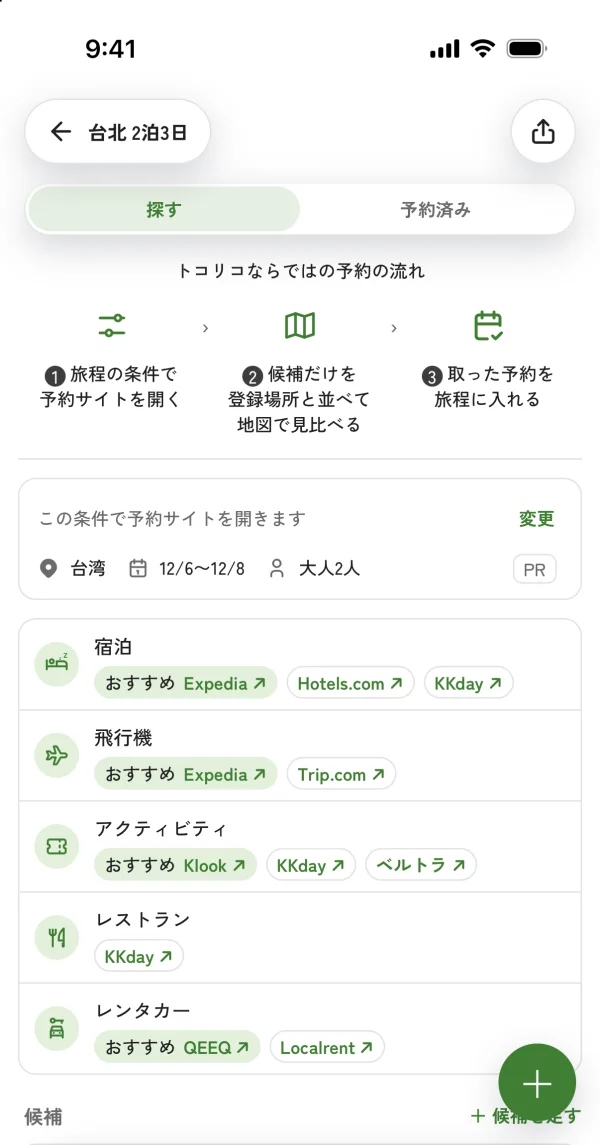 9:41
台北 2泊3日
探す
予約済み
トコリコならではの予約の流れ
1 旅程の条件で
予約サイトを開く
2 候補だけを
登録場所と並べて
地図で見比べる
3 取った予約を
旅程に入れる
この条件で予約サイトを開きます
変更
台湾 12/6〜12/8 大人2人 PR
宿泊
おすすめ Expedia Hotels.com KKday
飛行機
おすすめ Expedia Trip.com
アクティビティ
おすすめ Klook KKday ベルトラ
レストラン
KKday
レンタカー
おすすめ QEEQ Localrent
候補
+ 候補を足す